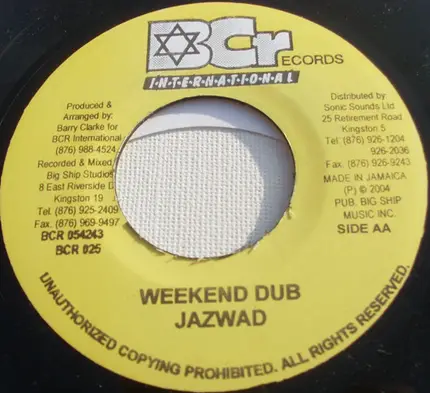 BCr
ECORDS
INTERNATIONAL
Produced &
Arranged by:
Barry Clarke for
BCR International
(876) 988-4524
Recorded & Mixed
Big Ship Studios
8 East Riverside D
Kingston 19
Tel. (876) 925-2409
Fax. (876) 969-9497
BCR 054243
BCR 025
Distributed by
Sonic Sounds Ltd
25 Retirement Road
Kingston 5
Tel (876) 926-1204
926-2036
Fax. (876) 926-9243
MADE IN JAMAICA
(P) © 2004
PUB. BIG SHIP
MUSIC INC.
SIDE AA
WEEKEND DUB
JAZWAD
UNAUTHORIZED COPYING PROHIBITED. ALL RIGHTS RESERVED.